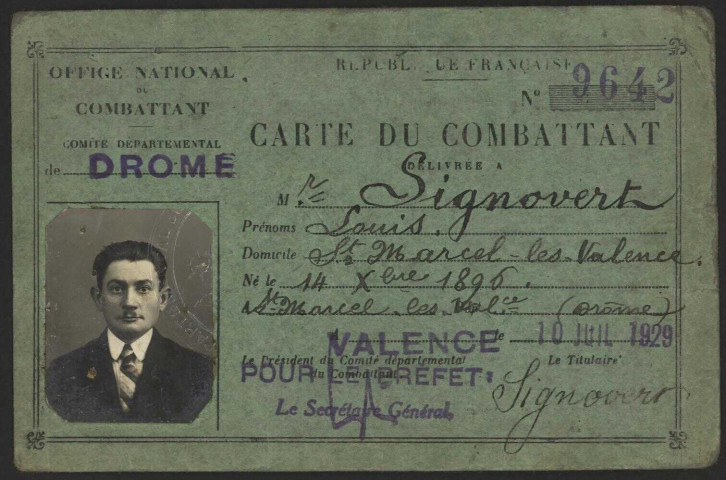 OFFICE NATIONAL
DU
COMBATTANT
COMITÉ DÉPARTEMENTAL
de DROME
RÉPUBLIQUE FRANÇAISE
N° 9642
CARTE DU COMBATTANT
DÉLIVRÉE A
M r Signovert
Prénoms Louis.
Domicile St Marcel-les-Valence.
Né le 14 Xbre 1896.
A St Marcel-les-Valce (Drôme)
A VALENCE le 10 JUIL 1929
Le Président du Comité départemental
du Combattant
Le Titulaire
POUR LE PREFET:
Le Secrétaire Général,
Signovert